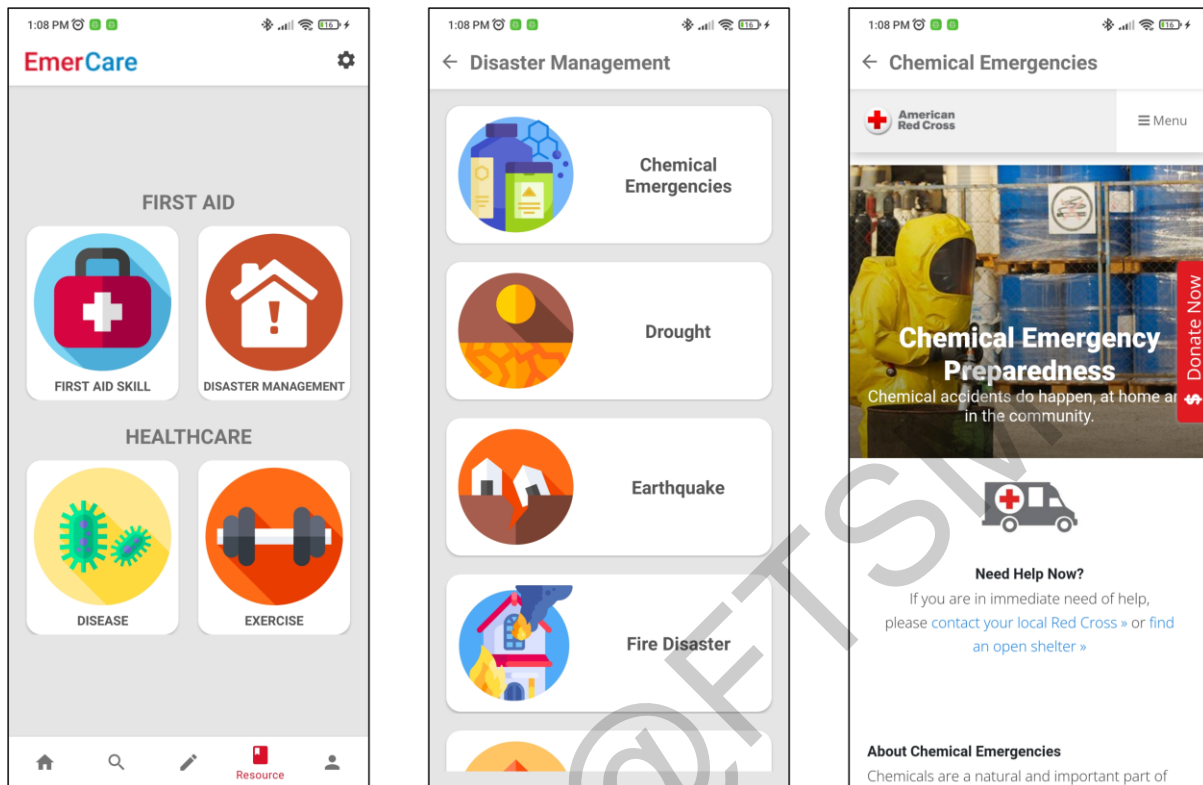 1:08 PM
16
EmerCare
FIRST AID
FIRST AID SKILL
DISASTER MANAGEMENT
HEALTHCARE
DISEASE
EXERCISE
Resource
1:08 PM
16
Disaster Management
Chemical
Emergencies
Drought
Earthquake
Fire Disaster
1:08 PM
16
Chemical Emergencies
American
Red Cross
Menu
Chemical Emergency
Preparedness
Chemical accidents do happen, at home
in the community.
$ Donate Now
Need Help Now?
If you are in immediate need of help,
please contact your local Red Cross » or find
an open shelter »
About Chemical Emergencies
Chemicals are a natural and important part of
@FTSM